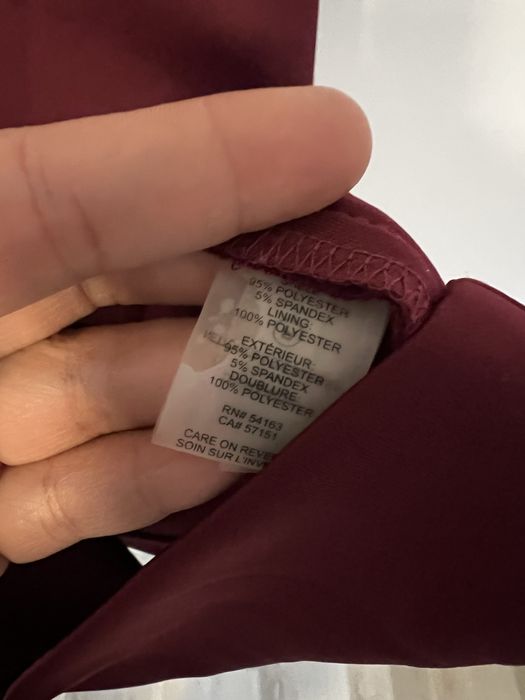 95% POLYESTER
5% SPANDEX
LINING:
100% POLYESTER
EXTÉRIEUR:
95% POLYESTER
5% SPANDEX
DOUBLURE:
100% POLYESTER
RN# 54163
CA# 57151
CARE ON REVE
SOIN SUR L'INV